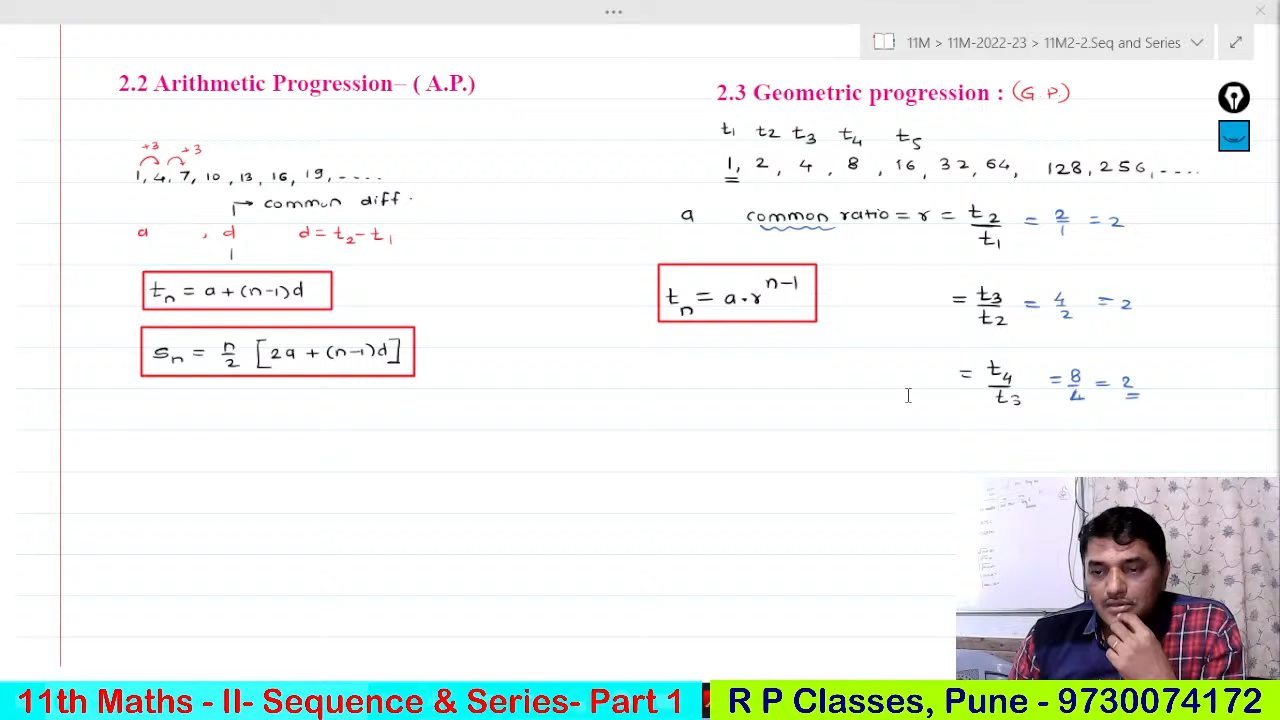 11M > 11M-2022-23 > 11M2-2.Seq and Series
2.2 Arithmetic Progression– ( A.P.)
+3 +3
1, 4, 7, 10, 13, 16, 19, - - - -
common diff.
a , d d = t2 - t1
tn = a + (n-1)d
Sn = n/2 [2a + (n-1)d]
2.3 Geometric progression : (G.P.)
t1 t2 t3 t4 t5
1, 2, 4, 8, 16, 32, 64, 128, 256, - - - -
a common ratio = r = t2/t1 = 2/1 = 2
tn = a · r^n-1
= t3/t2 = 4/2 = 2
= t4/t3 = 8/4 = 2
11th Maths - II- Sequence & Series- Part 1
R P Classes, Pune - 9730074172